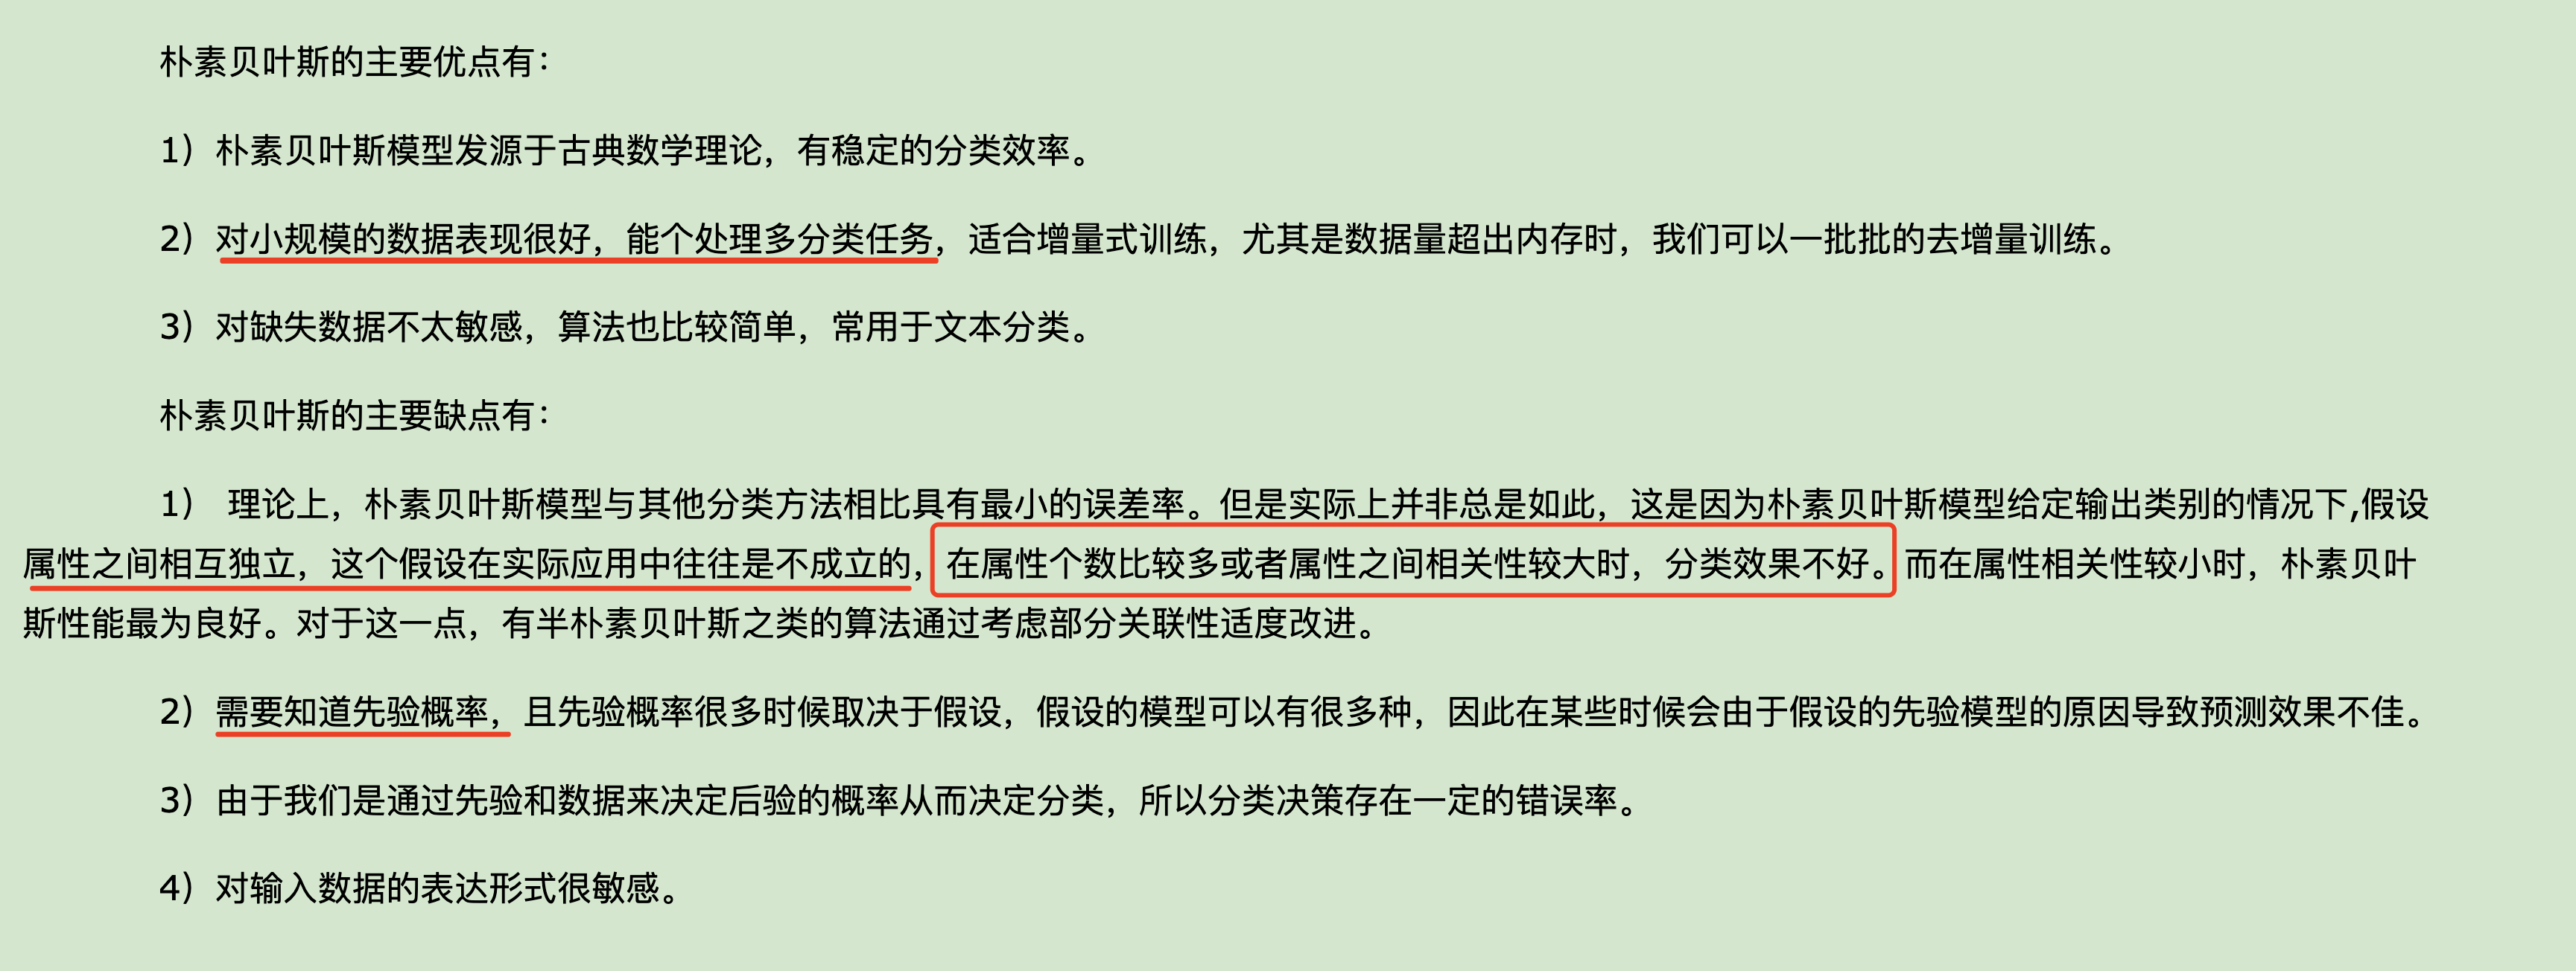 朴素贝叶斯的主要优点有：
1）朴素贝叶斯模型发源于古典数学理论，有稳定的分类效率。
2）对小规模的数据表现很好，能个处理多分类任务，适合增量式训练，尤其是数据量超出内存时，我们可以一批批的去增量训练。
3）对缺失数据不太敏感，算法也比较简单，常用于文本分类。
朴素贝叶斯的主要缺点有：
1） 理论上，朴素贝叶斯模型与其他分类方法相比具有最小的误差率。但是实际上并非总是如此，这是因为朴素贝叶斯模型给定输出类别的情况下,假设
属性之间相互独立，这个假设在实际应用中往往是不成立的，在属性个数比较多或者属性之间相关性较大时，分类效果不好。而在属性相关性较小时，朴素贝叶
斯性能最为良好。对于这一点，有半朴素贝叶斯之类的算法通过考虑部分关联性适度改进。
2）需要知道先验概率，且先验概率很多时候取决于假设，假设的模型可以有很多种，因此在某些时候会由于假设的先验模型的原因导致预测效果不佳。
3）由于我们是通过先验和数据来决定后验的概率从而决定分类，所以分类决策存在一定的错误率。
4）对输入数据的表达形式很敏感。